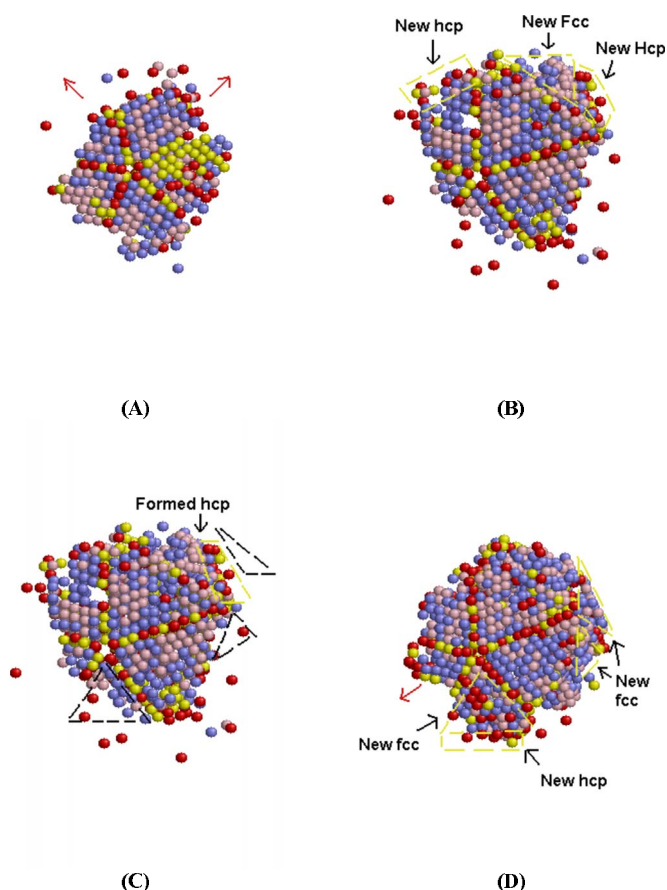 New hcp
New Fcc
New Hcp
(A)
(B)
Formed hcp
New fcc
New
fcc
New hcp
(C)
(D)